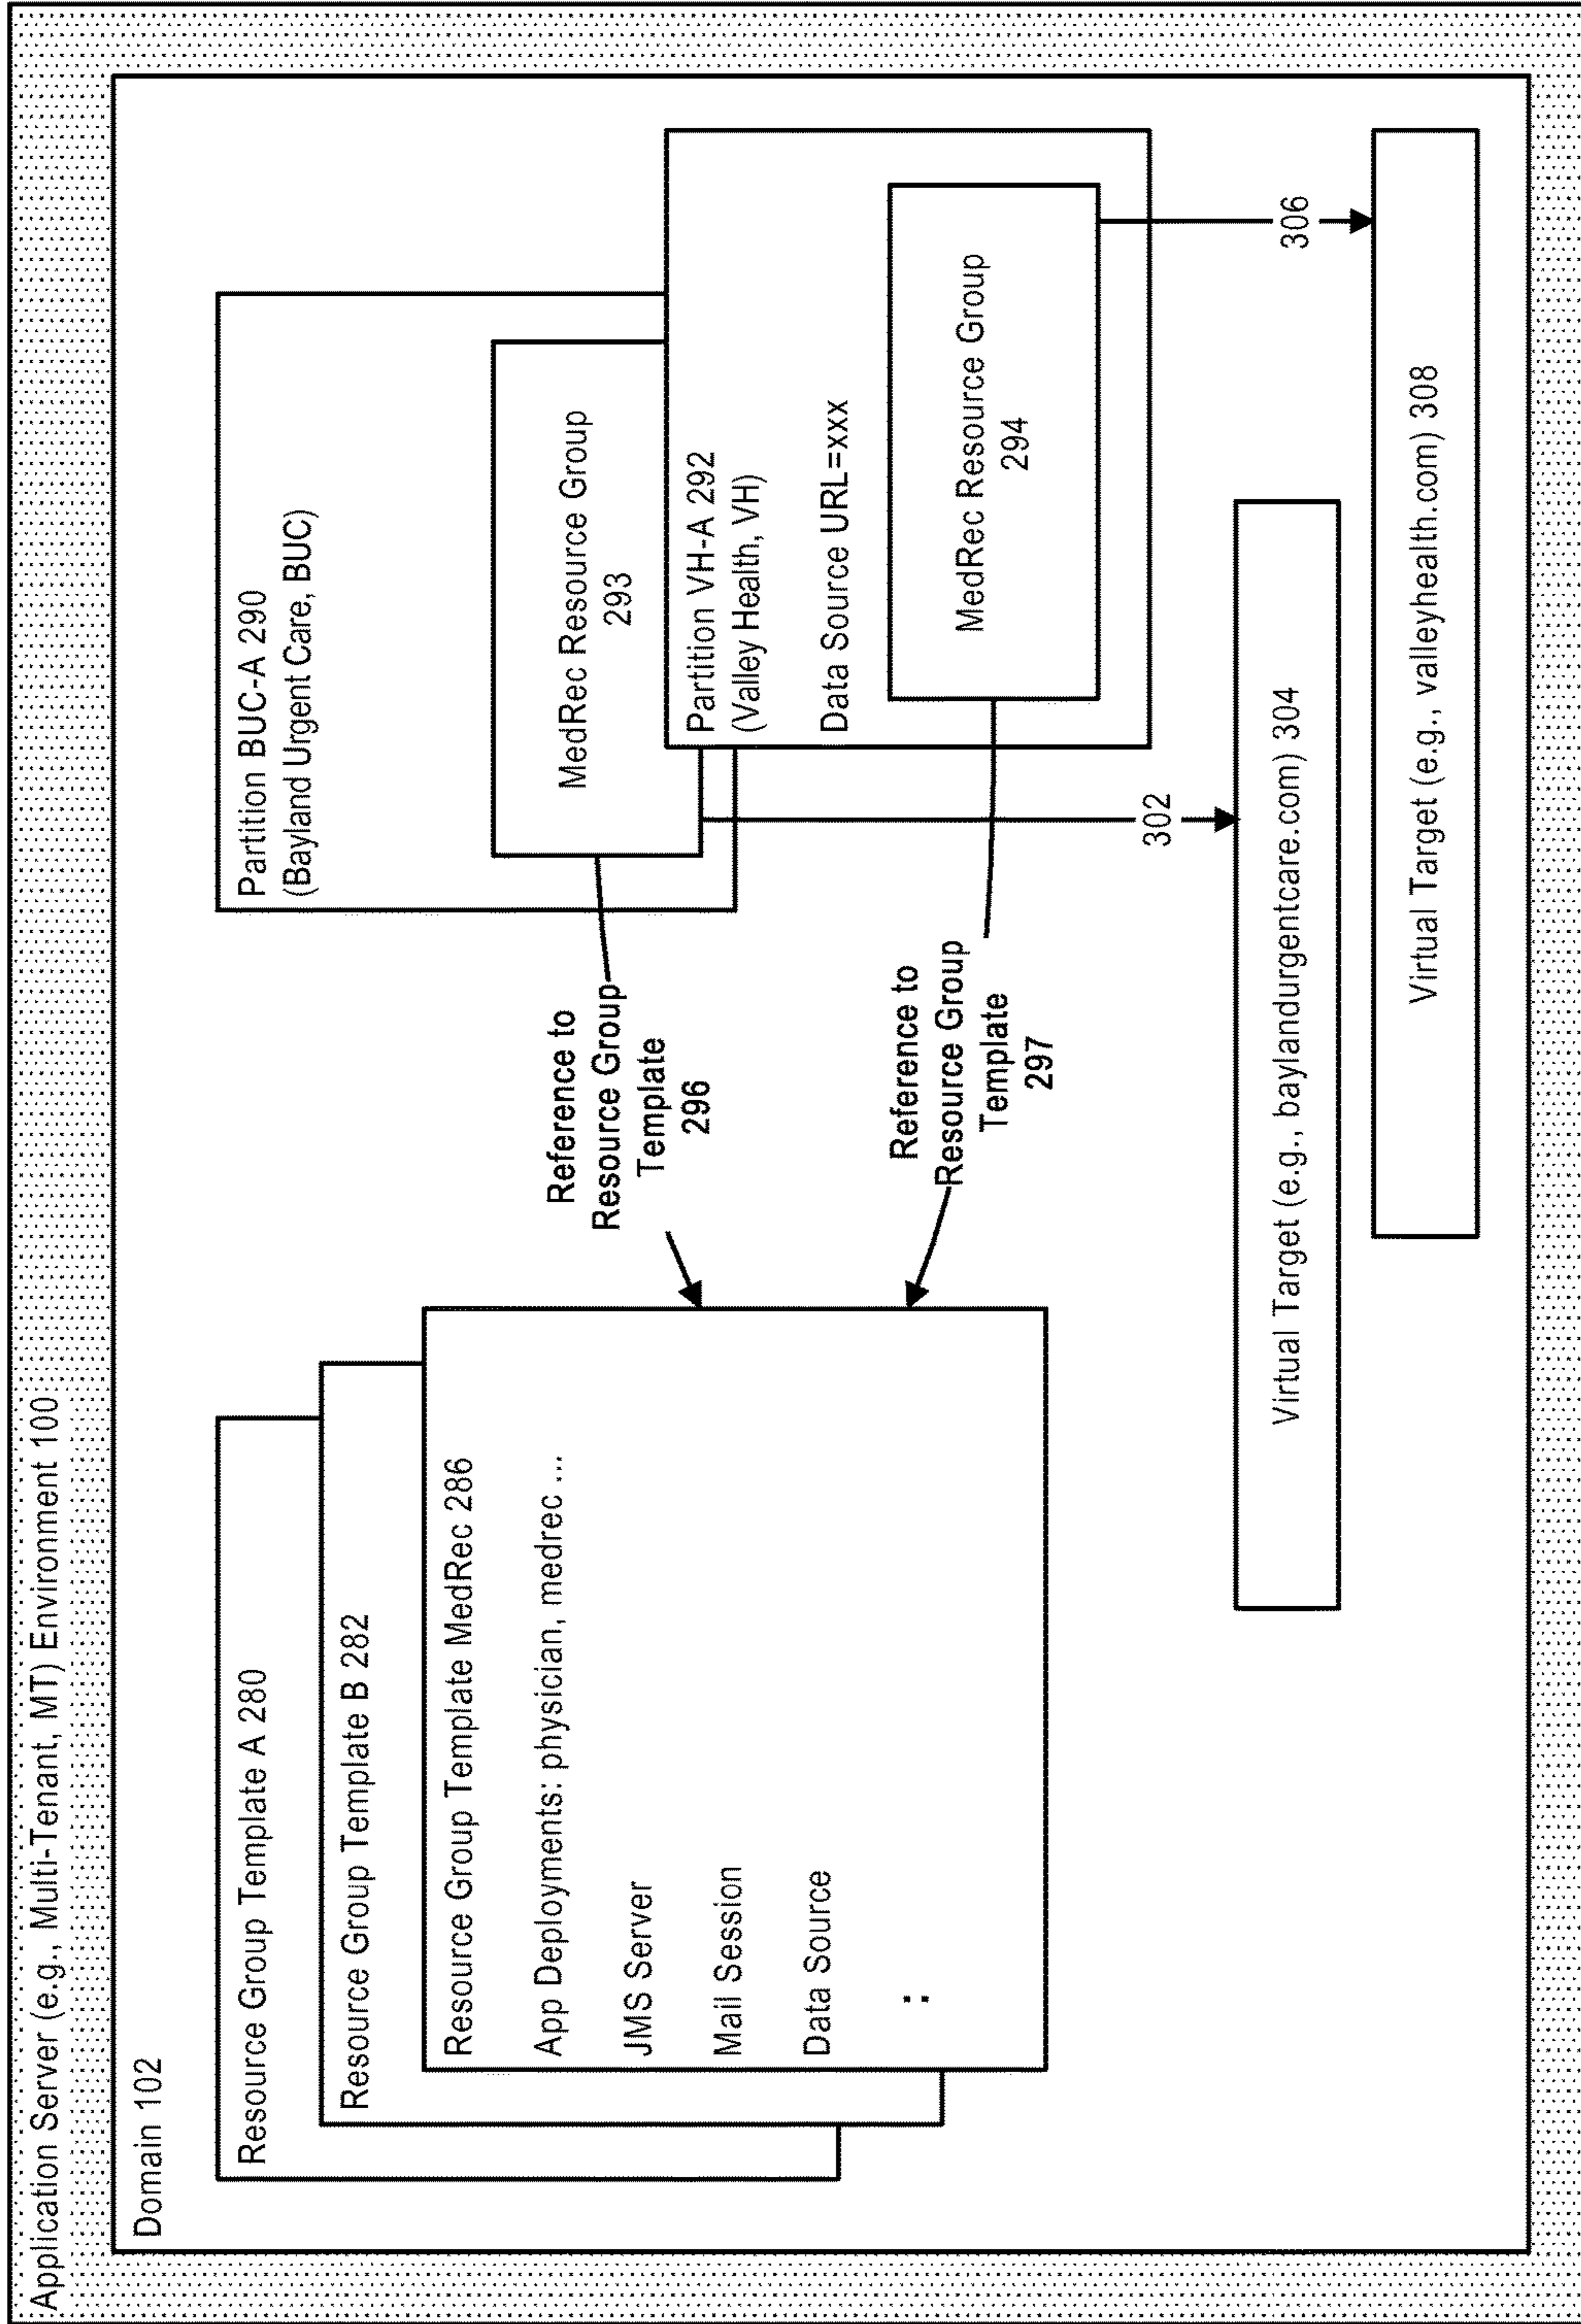 Application Server (e.g., Multi-Tenant, MT) Environment 100
Domain 102
Resource Group Template A 280
Resource Group Template B 282
Resource Group Template MedRec 286
App Deployments: physician, medrec ...
JMS Server
Mail Session
Data Source
:
Reference to
Resource Group
Template
296
Reference to
Resource Group
Template
297
Partition BUC-A 290
(Bayland Urgent Care, BUC)
MedRec Resource Group
293
Partition VH-A 292
(Valley Health, VH)
Data Source URL=xxx
MedRec Resource Group
294
302
306
Virtual Target (e.g., baylandurgentcare.com) 304
Virtual Target (e.g., valleyhealth.com) 308